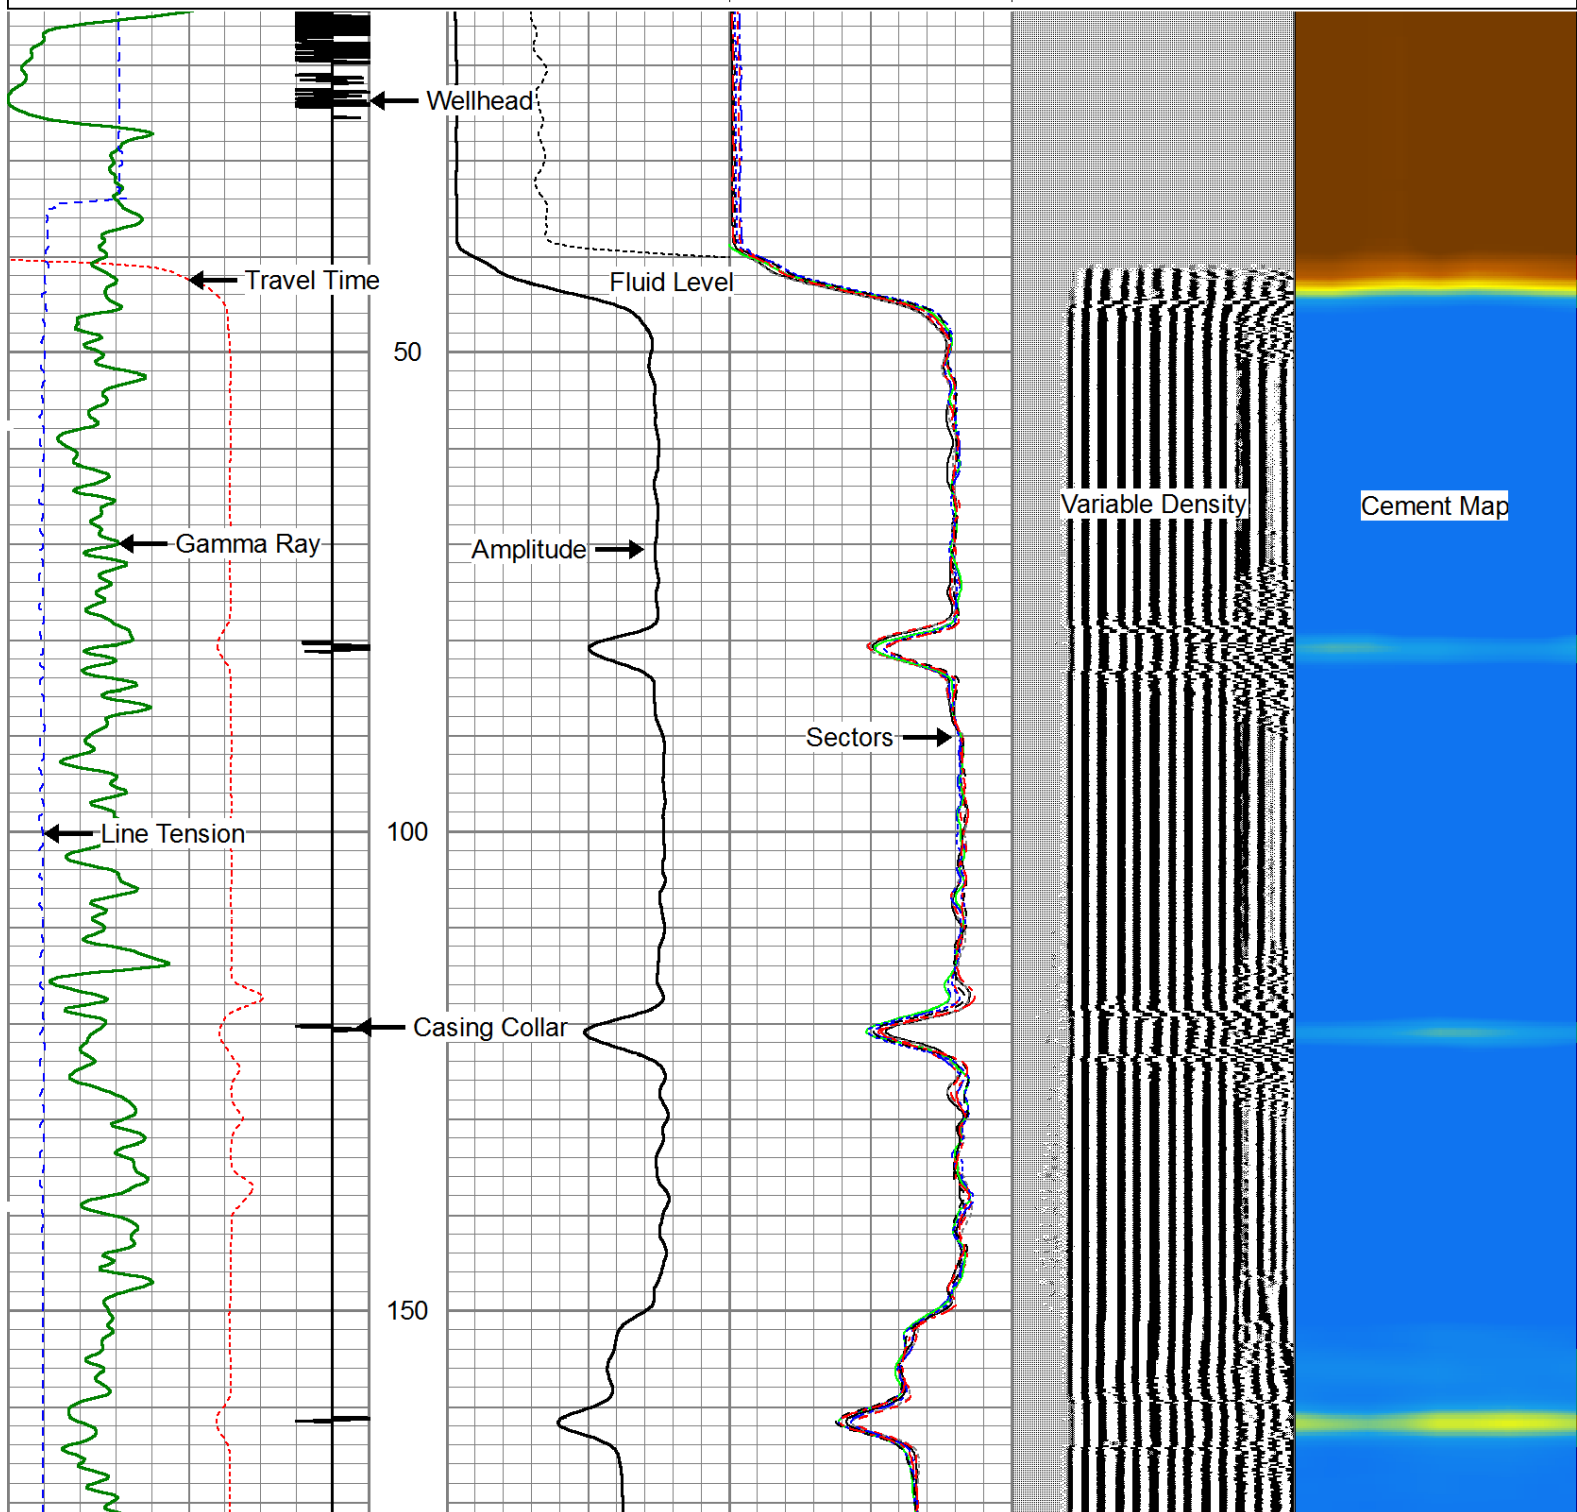 Wellhead
Travel Time
Fluid Level
50
Variable Density
Cement Map
Gamma Ray
Amplitude
Sectors
Line Tension
100
Casing Collar
150